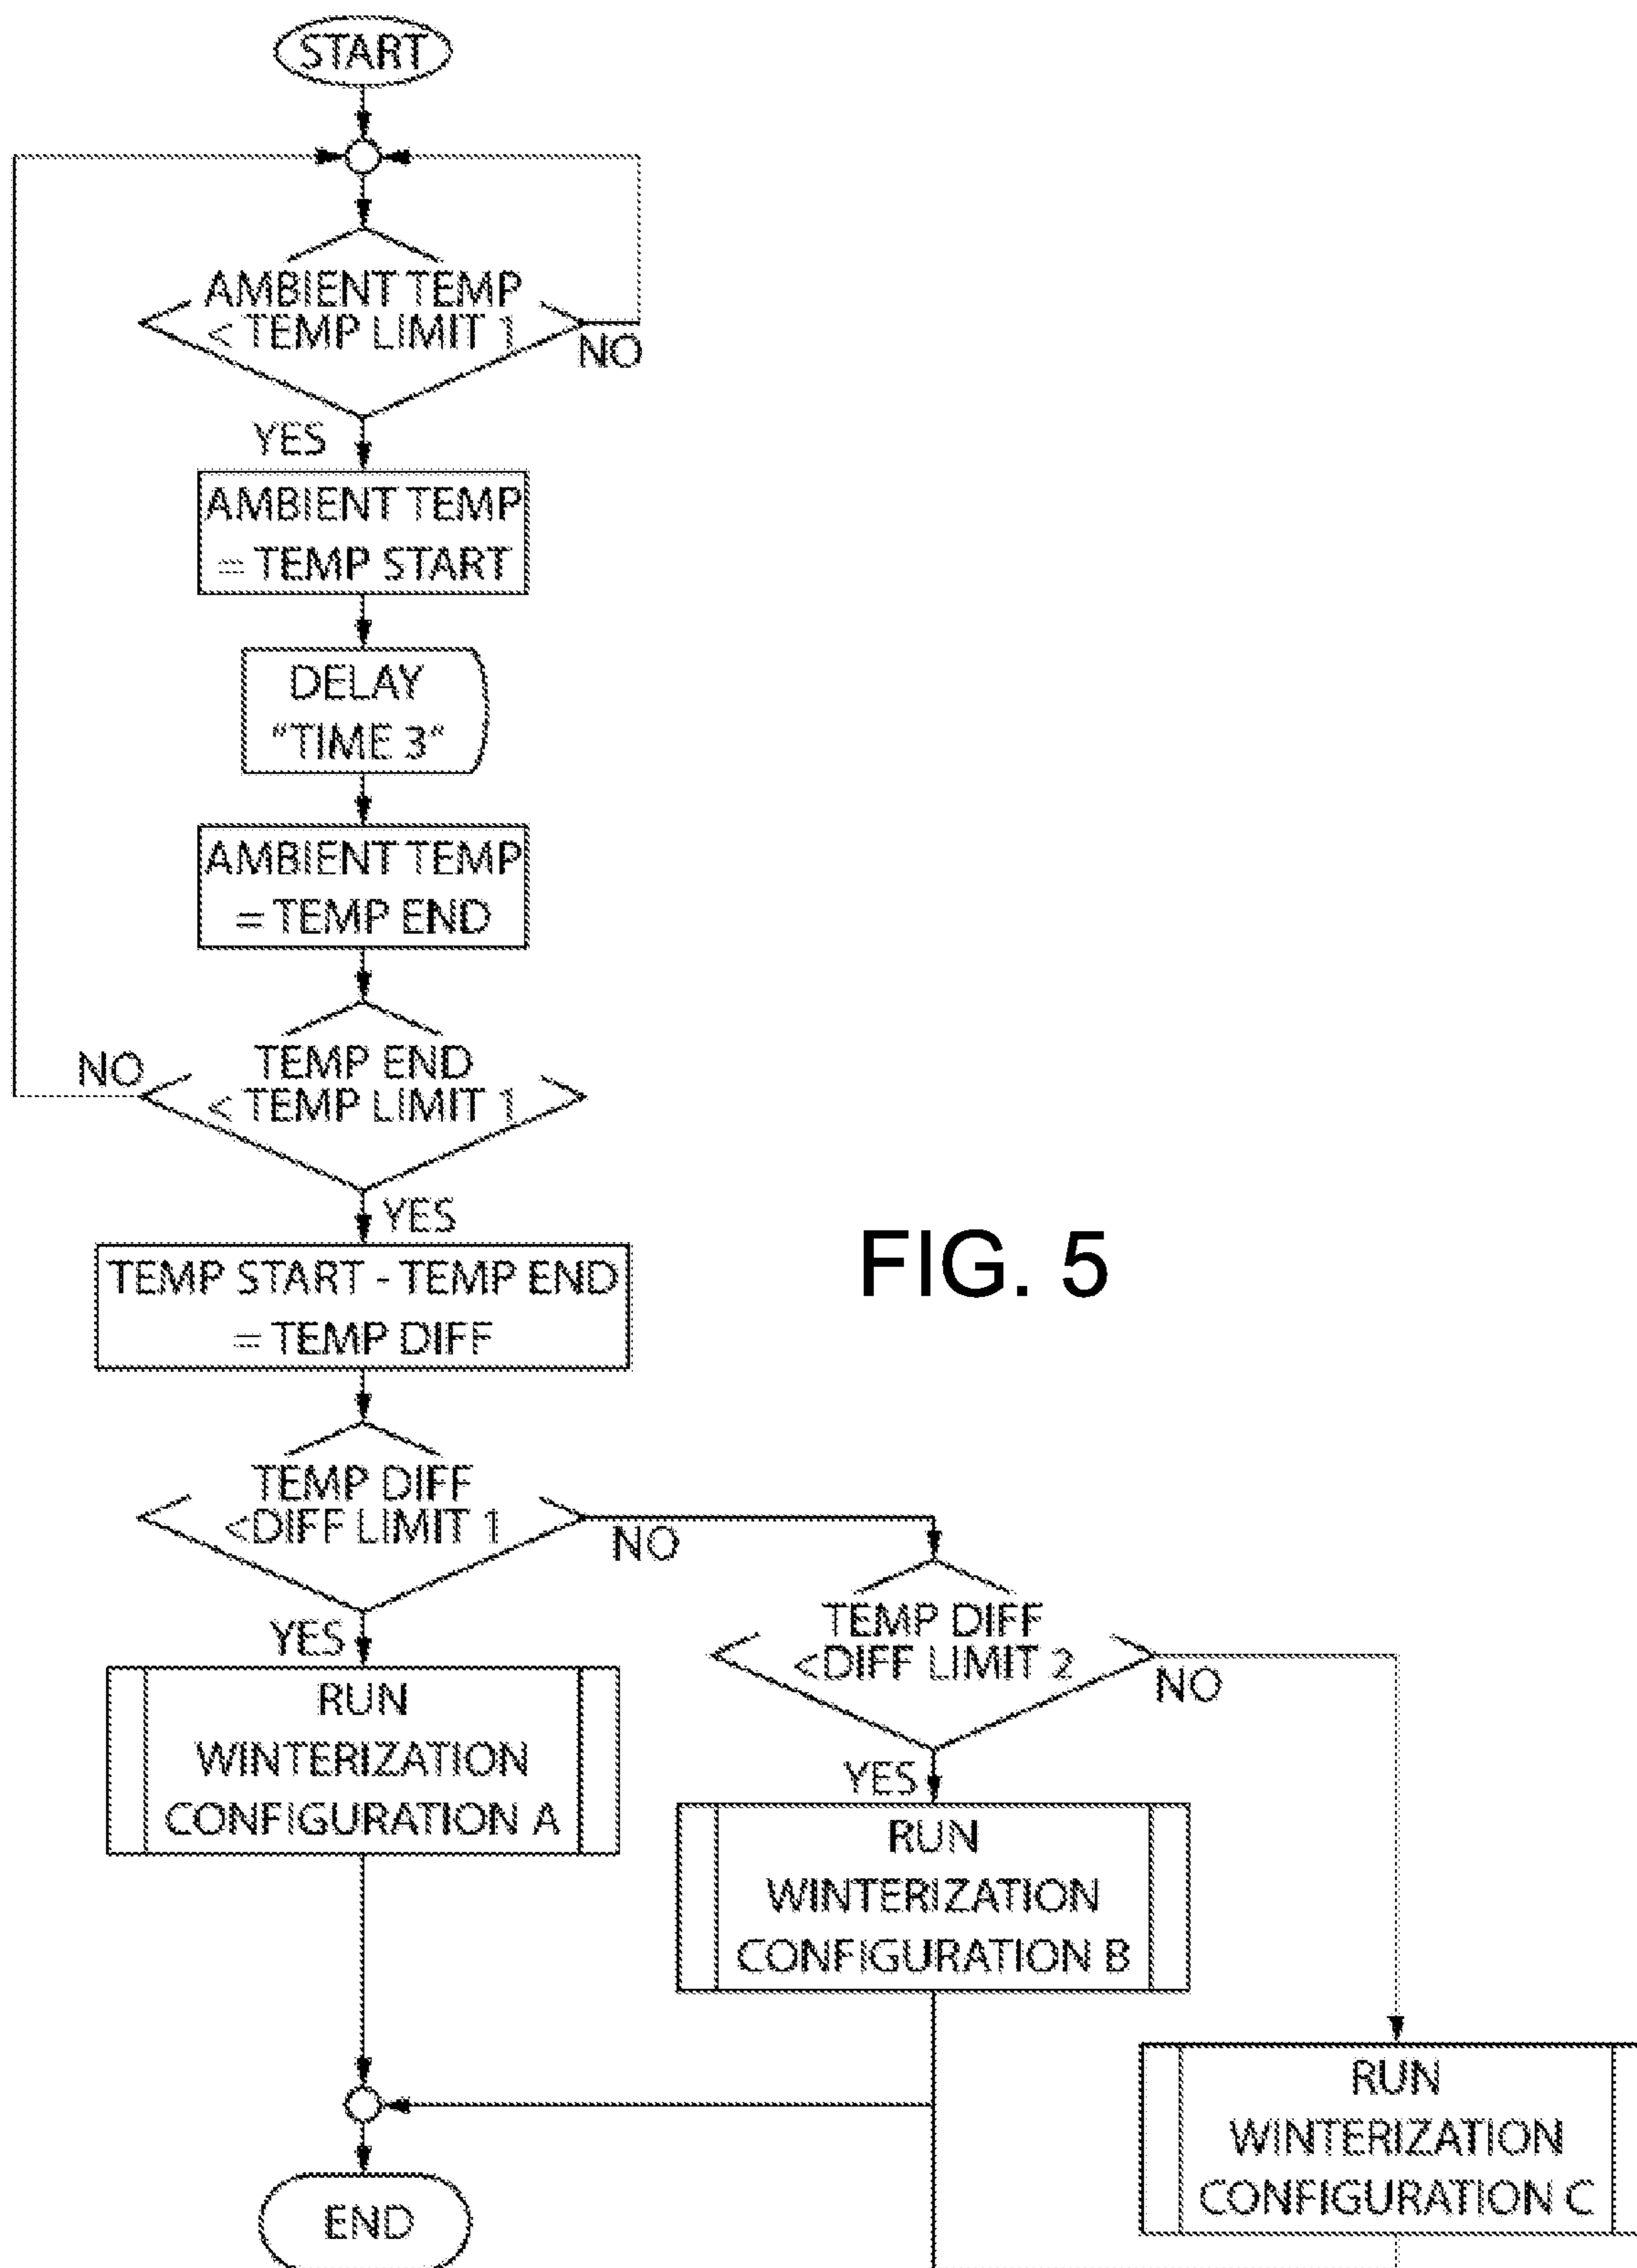 START
AMBIENT TEMP
< TEMP LIMIT 1
NO
YES
AMBIENT TEMP
= TEMP START
DELAY
"TIME 3"
AMBIENT TEMP
= TEMP END
TEMP END
< TEMP LIMIT 1
NO
YES
TEMP START - TEMP END
= TEMP DIFF
FIG. 5
TEMP DIFF
<DIFF LIMIT 1
NO
YES
RUN
WINTERIZATION
CONFIGURATION A
TEMP DIFF
<DIFF LIMIT 2
NO
YES
RUN
WINTERIZATION
CONFIGURATION B
RUN
WINTERIZATION
CONFIGURATION C
END